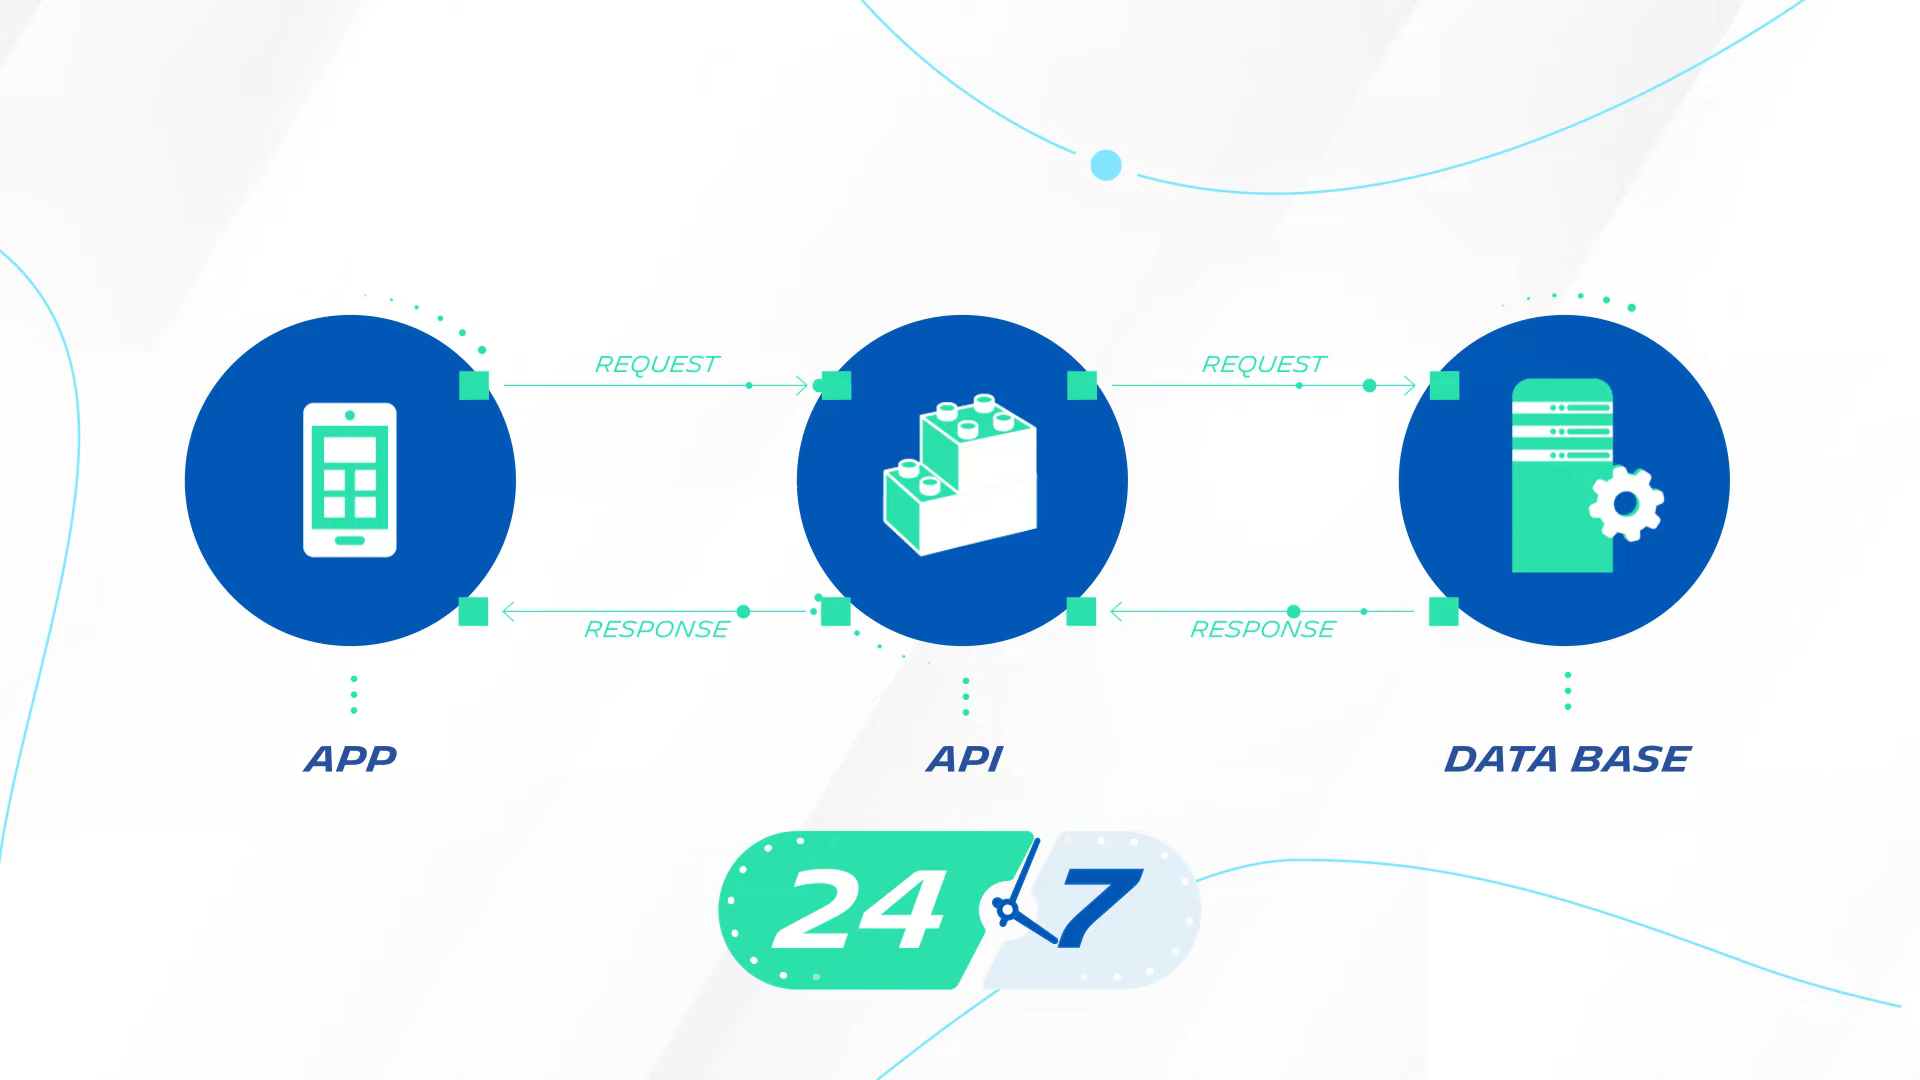 REQUEST
REQUEST
RESPONSE
RESPONSE
APP
API
DATA BASE
24 7